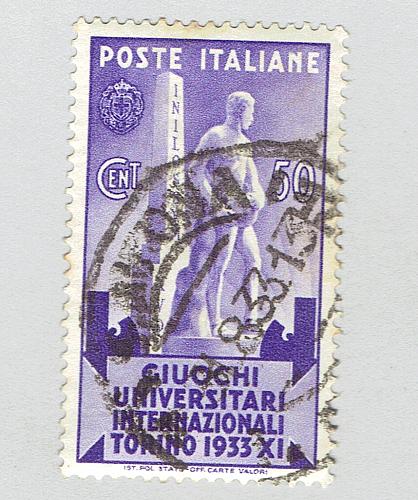 POSTE ITALIANE
CENT 50
GIUOCHI
UNIVERSITARI
INTERNAZIONALI
TORINO 1933 XI
IST. POL. STATO-OFF. CARTE VALORI